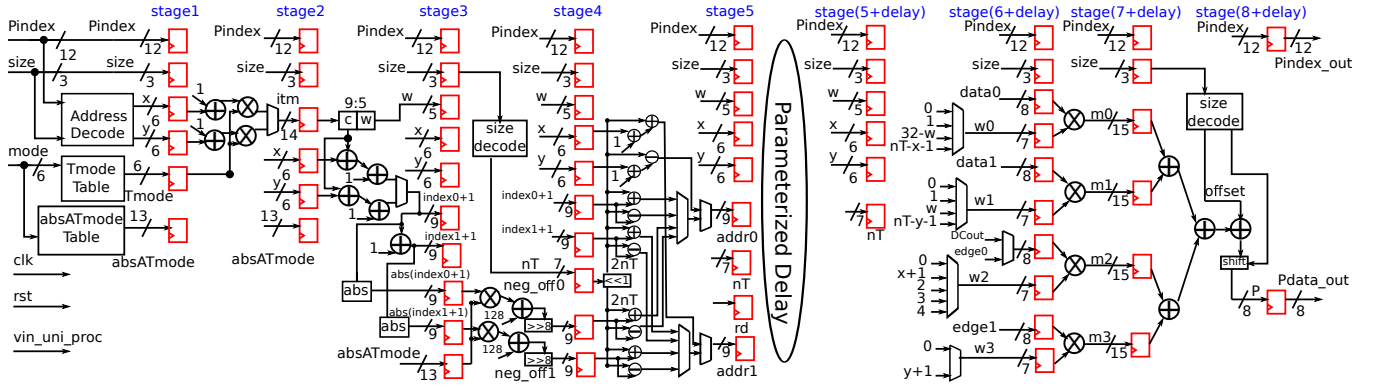 stage1 stage2 stage3 stage4 stage5 stage(5+delay) stage(6+delay) stage(7+delay) stage(8+delay)
Pindex 12 Pindex 12 Pindex 12 Pindex 12 Pindex 12 Pindex 12 Pindex 12 Pindex 12 Pindex 12 Pindex 12 12 Pindex_out
size 3 size 3 size 3 size 3 size 3 size 3 size 3 size 3 size 3
Address Decode
x 6
y 6
1
1
itm
14
9:5
c w
w 5
x 6
y 6
size decode
mode 6
Tmode Table
6
Tmode
absATmode Table
13
absATmode
x 6
y 6
13
absATmode
1
1
1
index0+1
9
index1+1
9
abs
abs(index0+1)
9
abs
abs(index1+1)
9
absATmode
13
128
128
neg_off0
>>8
9
neg_off1
>>8
9
clk
rst
vin_uni_proc
w 5
x 6
y 6
index0+1
9
index1+1
9
nT 7
2nT
<<1
2nT
1
1
w 5
x 6
y 6
9
addr0
7
nT
rd
9
addr1
Parameterized Delay
w 5
x 6
y 6
7
nT
0
1
32-w
nT-x-1
w0
7
data0
8
m0
15
0
1
w
nT-y-1
w1
7
data1
8
m1
15
DCout
edge0
8
x+1
0
2
3
4
w2
7
m2
15
edge1
8
0
y+1
w3
7
m3
15
size decode
offset
shift
P
8
Pdata_out
8